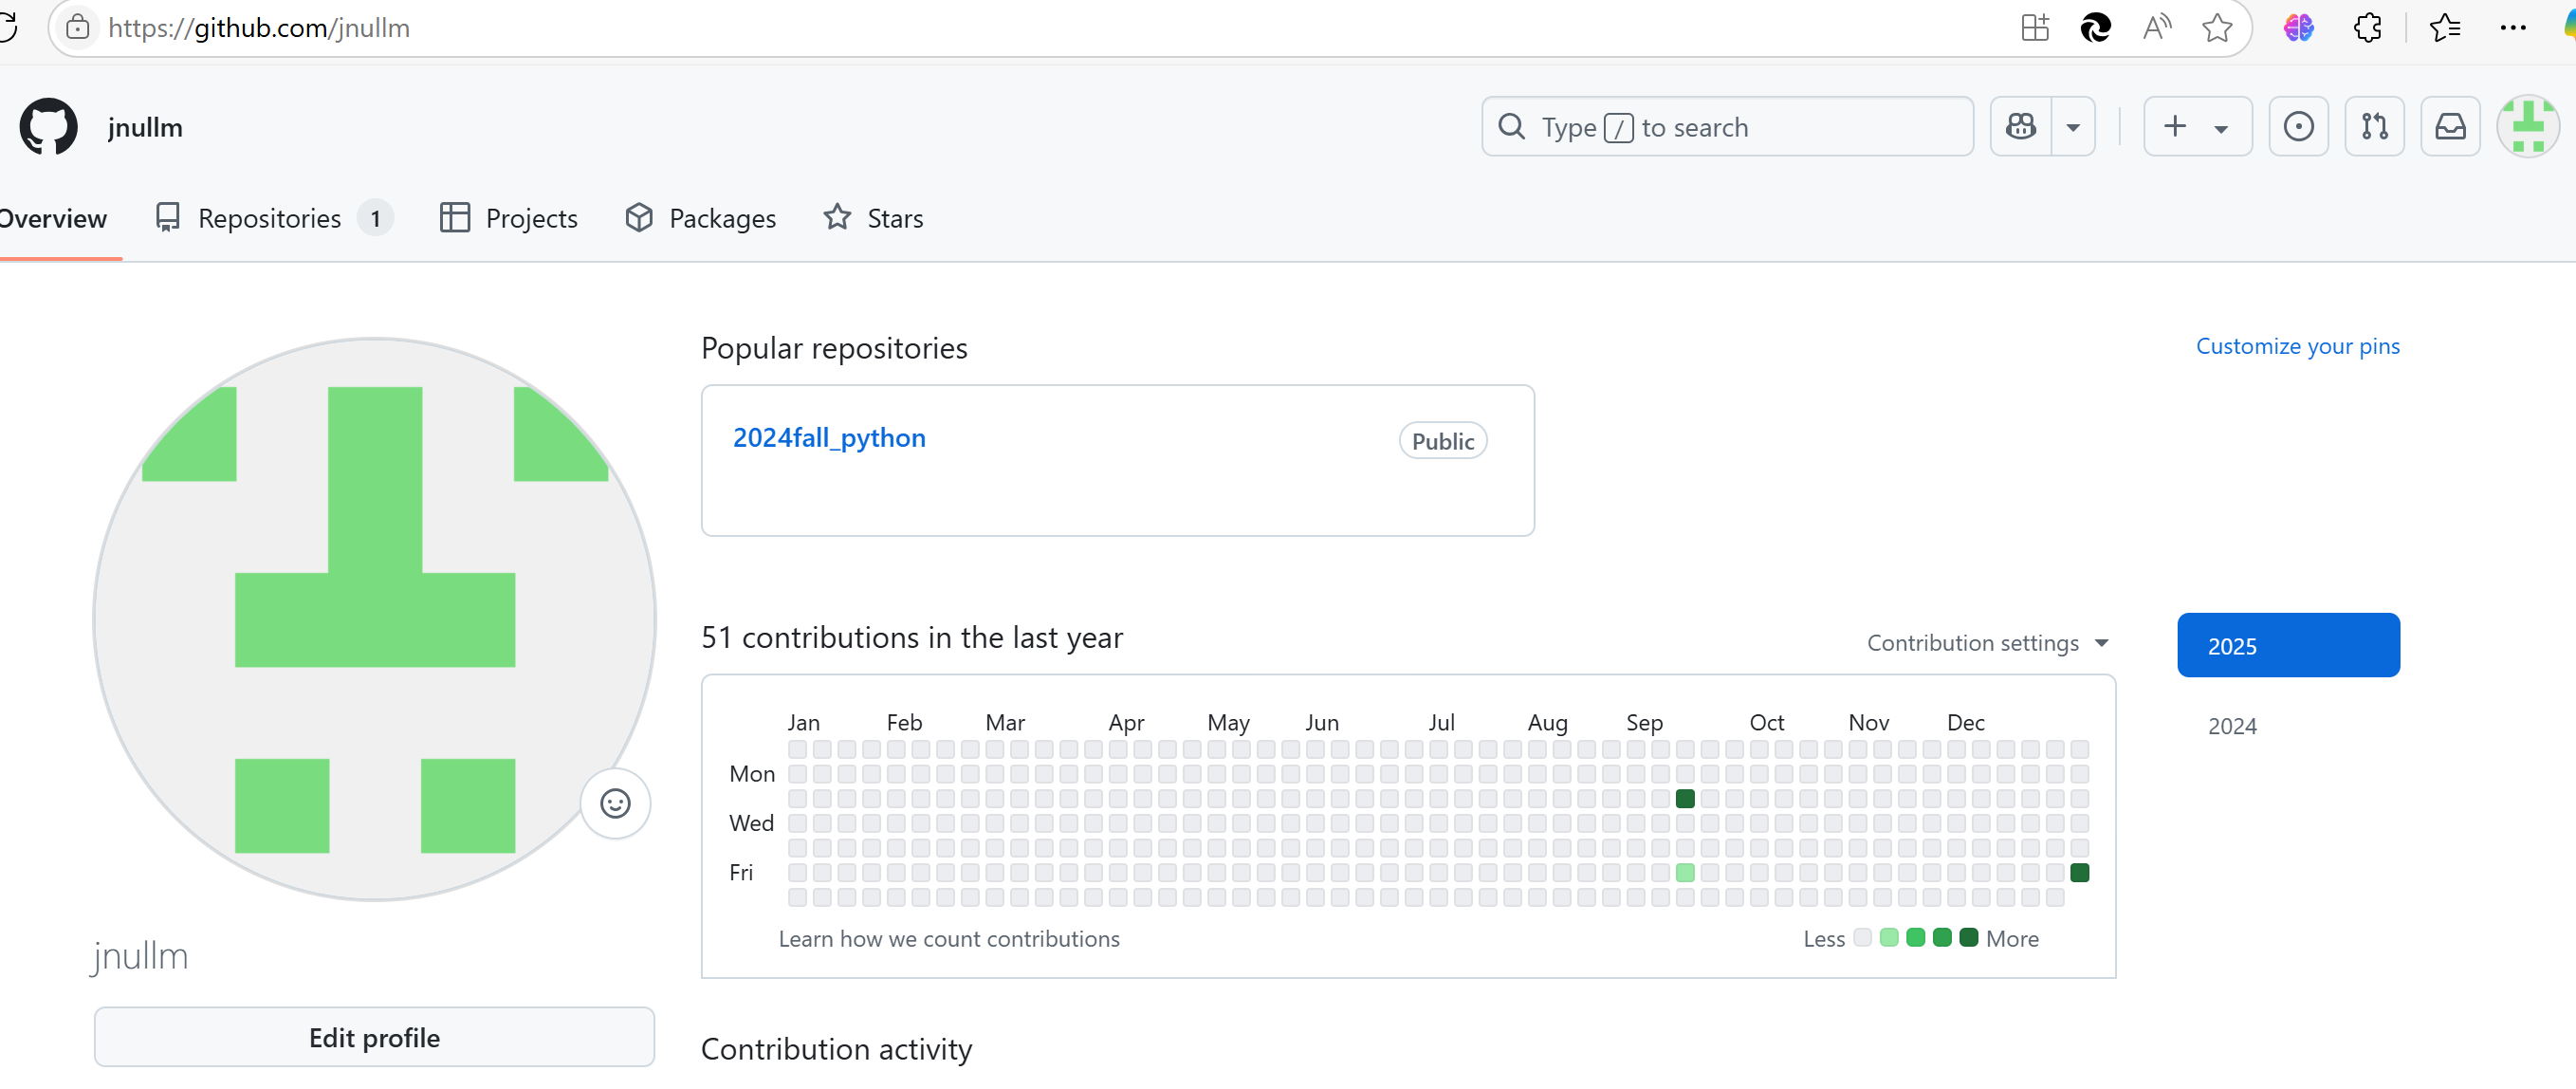 https://github.com/jnullm
jnullm
Type / to search
Overview Repositories 1 Projects Packages Stars
Popular repositories
Customize your pins
2024fall_python Public
51 contributions in the last year
Contribution settings
2025
2024
Jan Feb Mar Apr May Jun Jul Aug Sep Oct Nov Dec
Mon
Wed
Fri
Learn how we count contributions
Less More
jnullm
Edit profile
Contribution activity